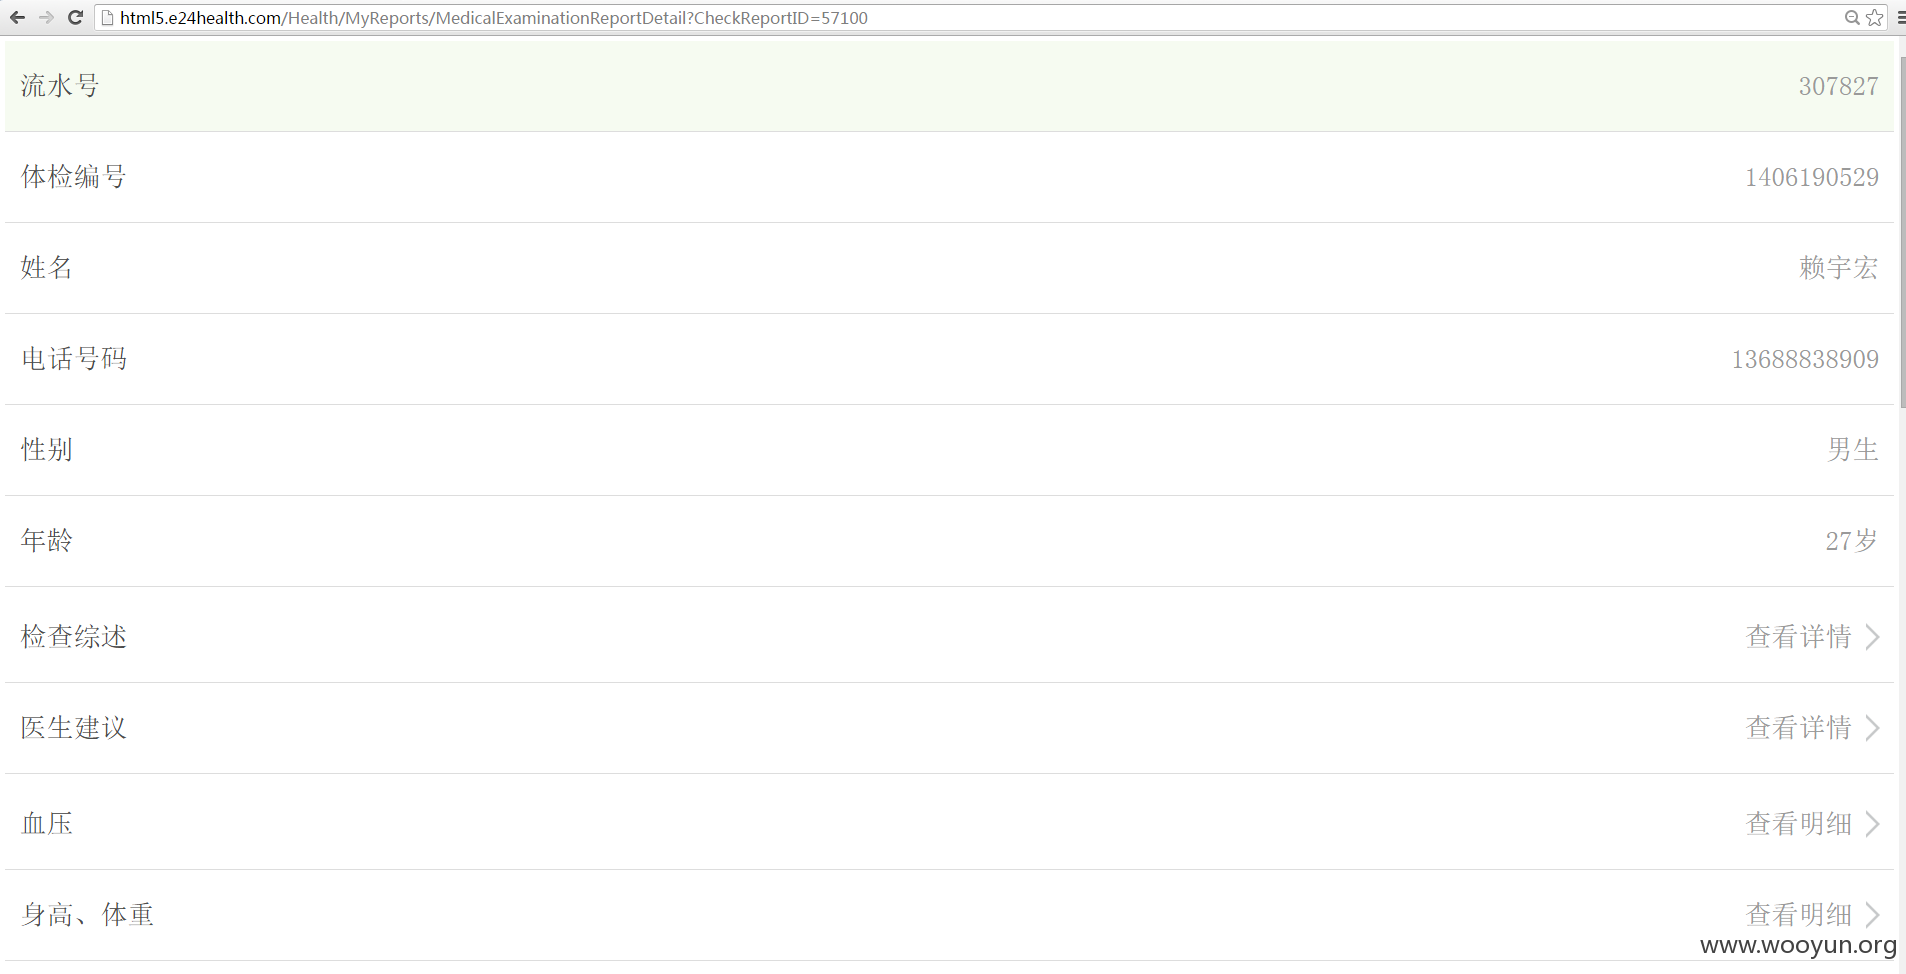 html5.e24health.com/Health/MyReports/MedicalExaminationReportDetail?CheckReportID=57100
流水号 307827
体检编号 1406190529
姓名 赖宇宏
电话号码 13688838909
性别 男生
年龄 27岁
检查综述 查看详情
医生建议 查看详情
血压 查看明细
身高、体重 查看明细
www.wooyun.org